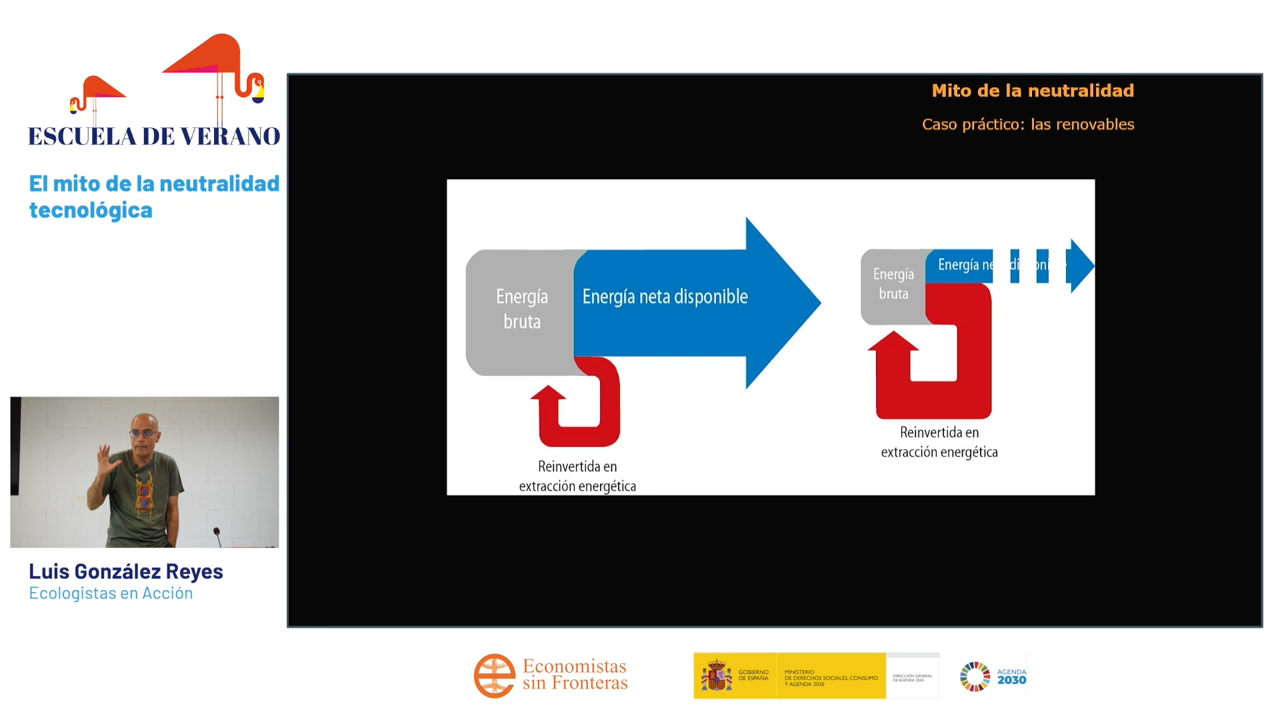 ESCUELA DE VERANO
El mito de la neutralidad
tecnológica
Mito de la neutralidad
Caso práctico: las renovables
Energía
bruta
Energía neta disponible
Reinvertida en
extracción energética
Energía
bruta
Energía
Reinvertida en
extracción energética
Luis González Reyes
Ecologistas en Acción
Economistas
sin Fronteras
GOBIERNO
DE ESPAÑA
MINISTERIO
DE DERECHOS SOCIALES, CONSUMO
Y AGENDA 2030
DIRECCIÓN GENERAL
DE AGENDA 2030
AGENDA
2030